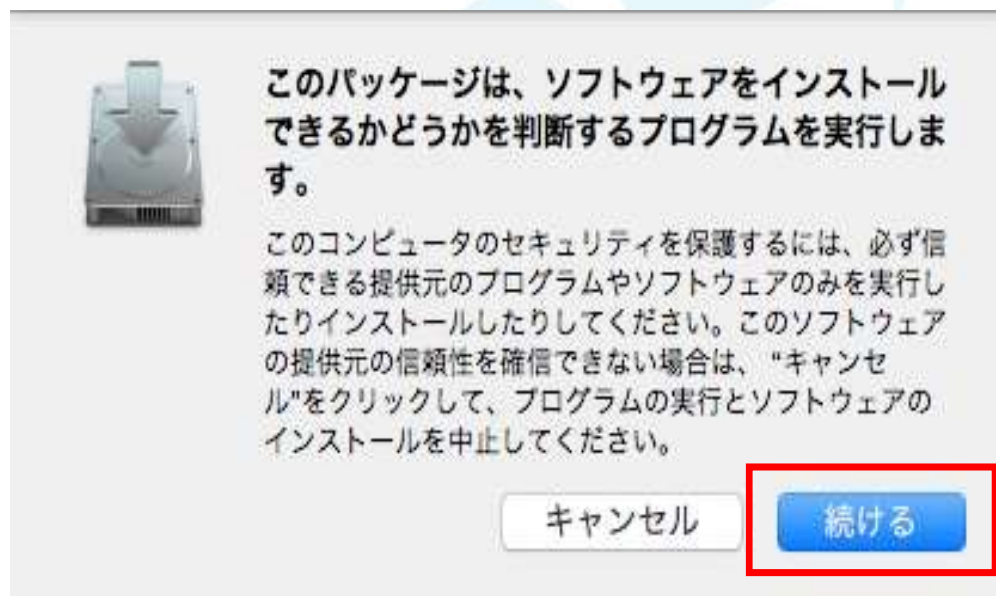 このパッケージは、ソフトウェアをインストール
できるかどうかを判断するプログラムを実行しま
す。
このコンピュータのセキュリティを保護するには、必ず信
頼できる提供元のプログラムやソフトウェアのみを実行し
たりインストールしたりしてください。このソフトウェア
の提供元の信頼性を確信できない場合は、 “キャンセ
ル"をクリックして、プログラムの実行とソフトウェアの
インストールを中止してください。
キャンセル 続ける